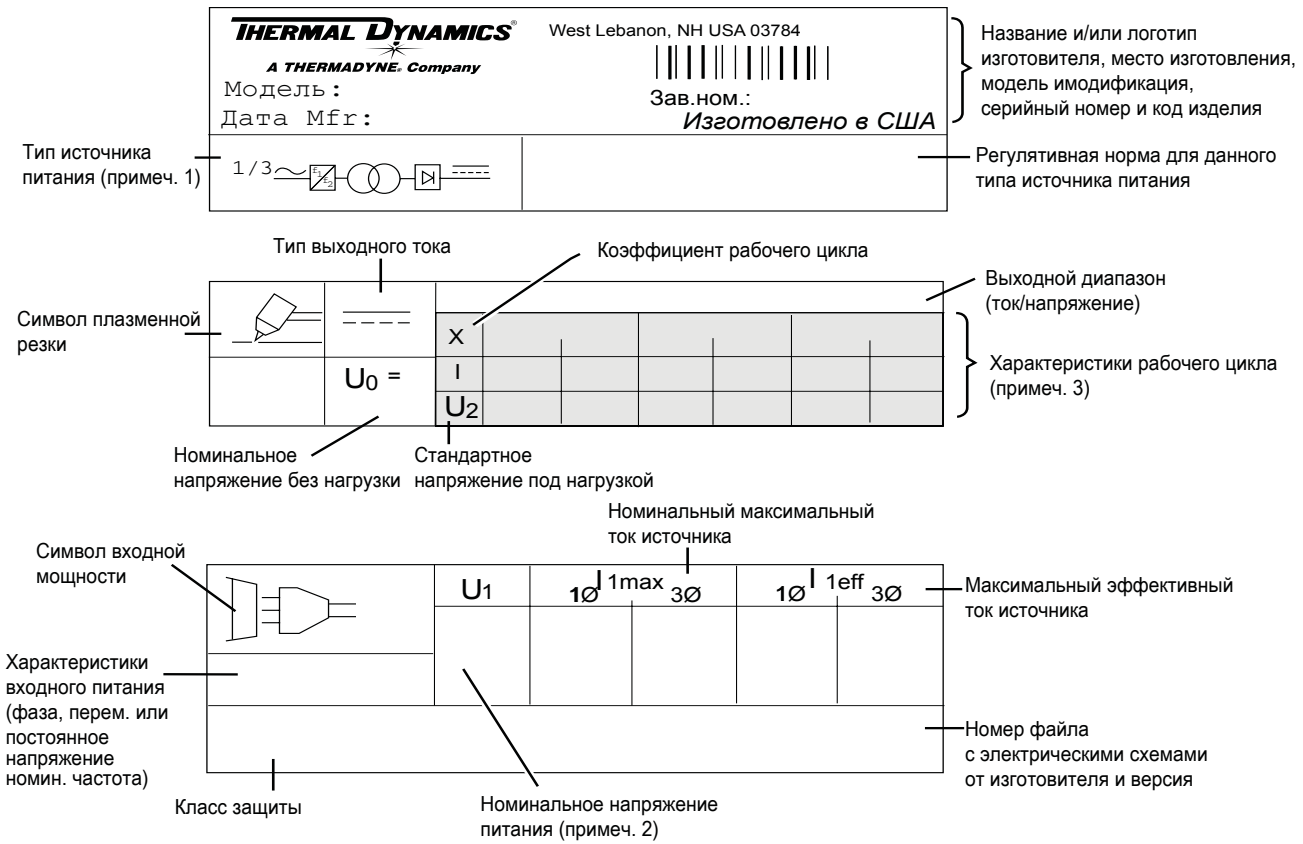 THERMAL DYNAMICS®
A THERMADYNE® Company
West Lebanon, NH USA 03784
Модель:
Дата Mfr:
Зав.ном.:
Изготовлено в США
Название и/или логотип
изготовителя, место изготовления,
модель имодификация,
серийный номер и код изделия
Тип источника
питания (примеч. 1)
1/3
f1
f2
Регулятивная норма для данного
типа источника питания
Тип выходного тока
Коэффициент рабочего цикла
Выходной диапазон
(ток/напряжение)
Символ плазменной
резки
X
I
U2
U0 =
Характеристики рабочего цикла
(примеч. 3)
Номинальное
напряжение без нагрузки
Стандартное
напряжение под нагрузкой
Номинальный максимальный
ток источника
Символ входной
мощности
U1
1Ø I 1max 3Ø
1Ø I 1eff 3Ø
Максимальный эффективный
ток источника
Характеристики
входного питания
(фаза, перем. или
постоянное
напряжение
номин. частота)
Номер файла
с электрическими схемами
от изготовителя и версия
Класс защиты
Номинальное напряжение
питания (примеч. 2)